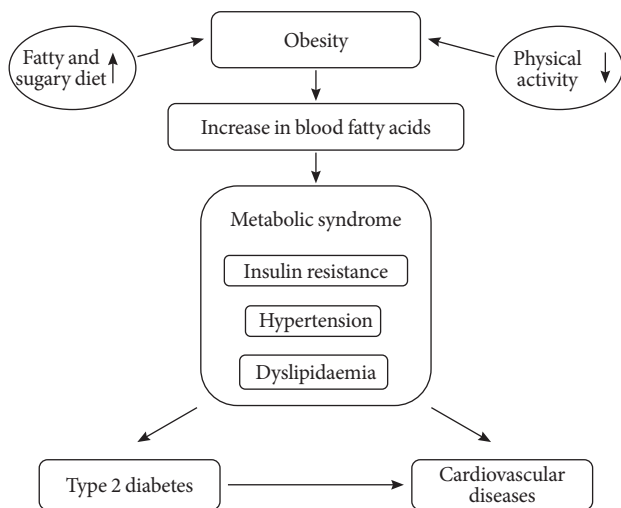 Fatty and
sugary diet
Obesity
Physical
activity
Increase in blood fatty acids
Metabolic syndrome
Insulin resistance
Hypertension
Dyslipidaemia
Type 2 diabetes
Cardiovascular
diseases